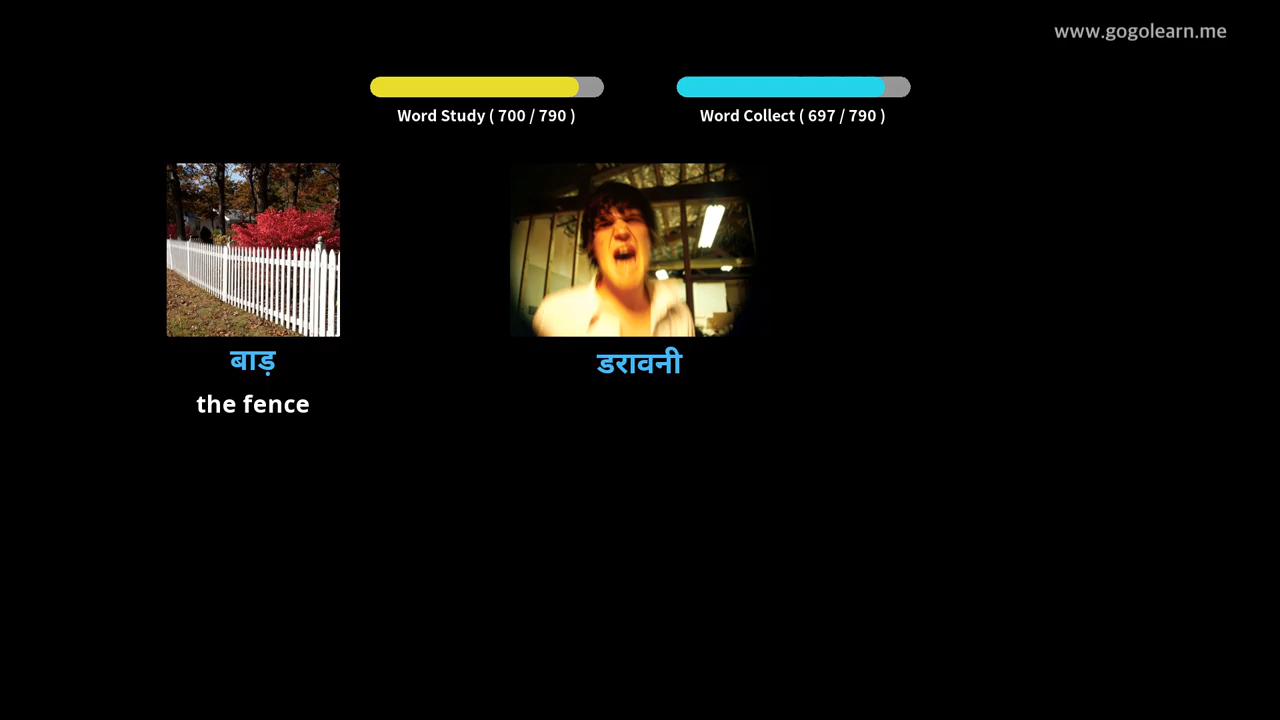 www.gogolearn.me
Word Study ( 700 / 790 )
Word Collect ( 697 / 790 )
बाड़
the fence
डरावनी